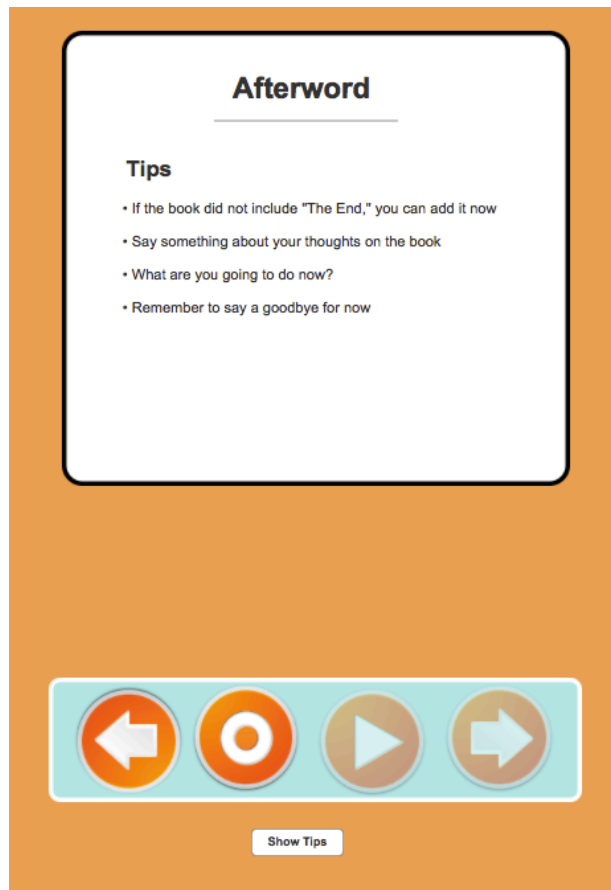 Afterword
Tips
• If the book did not include "The End," you can add it now
• Say something about your thoughts on the book
• What are you going to do now?
• Remember to say a goodbye for now
Show Tips